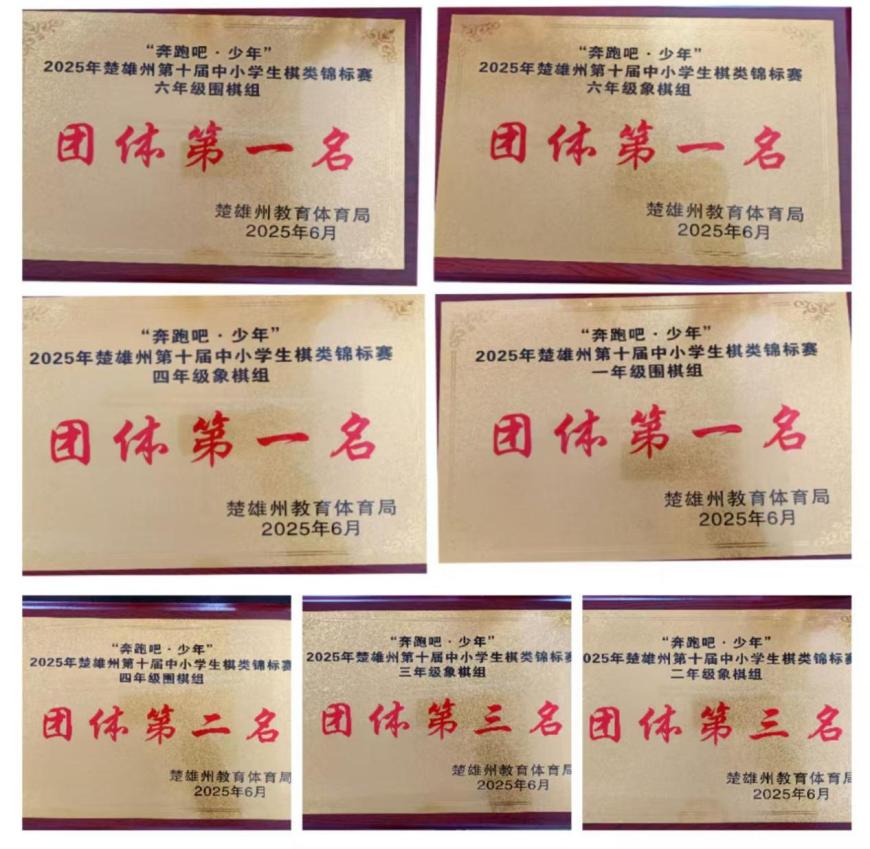 “奔跑吧·少年”
2025年楚雄州第十届中小学生棋类锦标赛
六年级围棋组
团体第一名
楚雄州教育体育局
2025年6月
“奔跑吧·少年”
2025年楚雄州第十届中小学生棋类锦标赛
六年级象棋组
团体第一名
楚雄州教育体育局
2025年6月
“奔跑吧·少年”
2025年楚雄州第十届中小学生棋类锦标赛
四年级象棋组
团体第一名
楚雄州教育体育局
2025年6月
“奔跑吧·少年”
2025年楚雄州第十届中小学生棋类锦标赛
一年级围棋组
团体第一名
楚雄州教育体育局
2025年6月
“奔跑吧·少年”
2025年楚雄州第十届中小学生棋类锦标赛
四年级围棋组
团体第二名
楚雄州教育体育局
2025年6月
“奔跑吧·少年”
2025年楚雄州第十届中小学生棋类锦标赛
三年级象棋组
团体第三名
楚雄州教育体育局
2025年6月
“奔跑吧·少年”
025年楚雄州第十届中小学生棋类锦标赛
二年级象棋组
团体第三名
楚雄州教育体育局
2025年6月